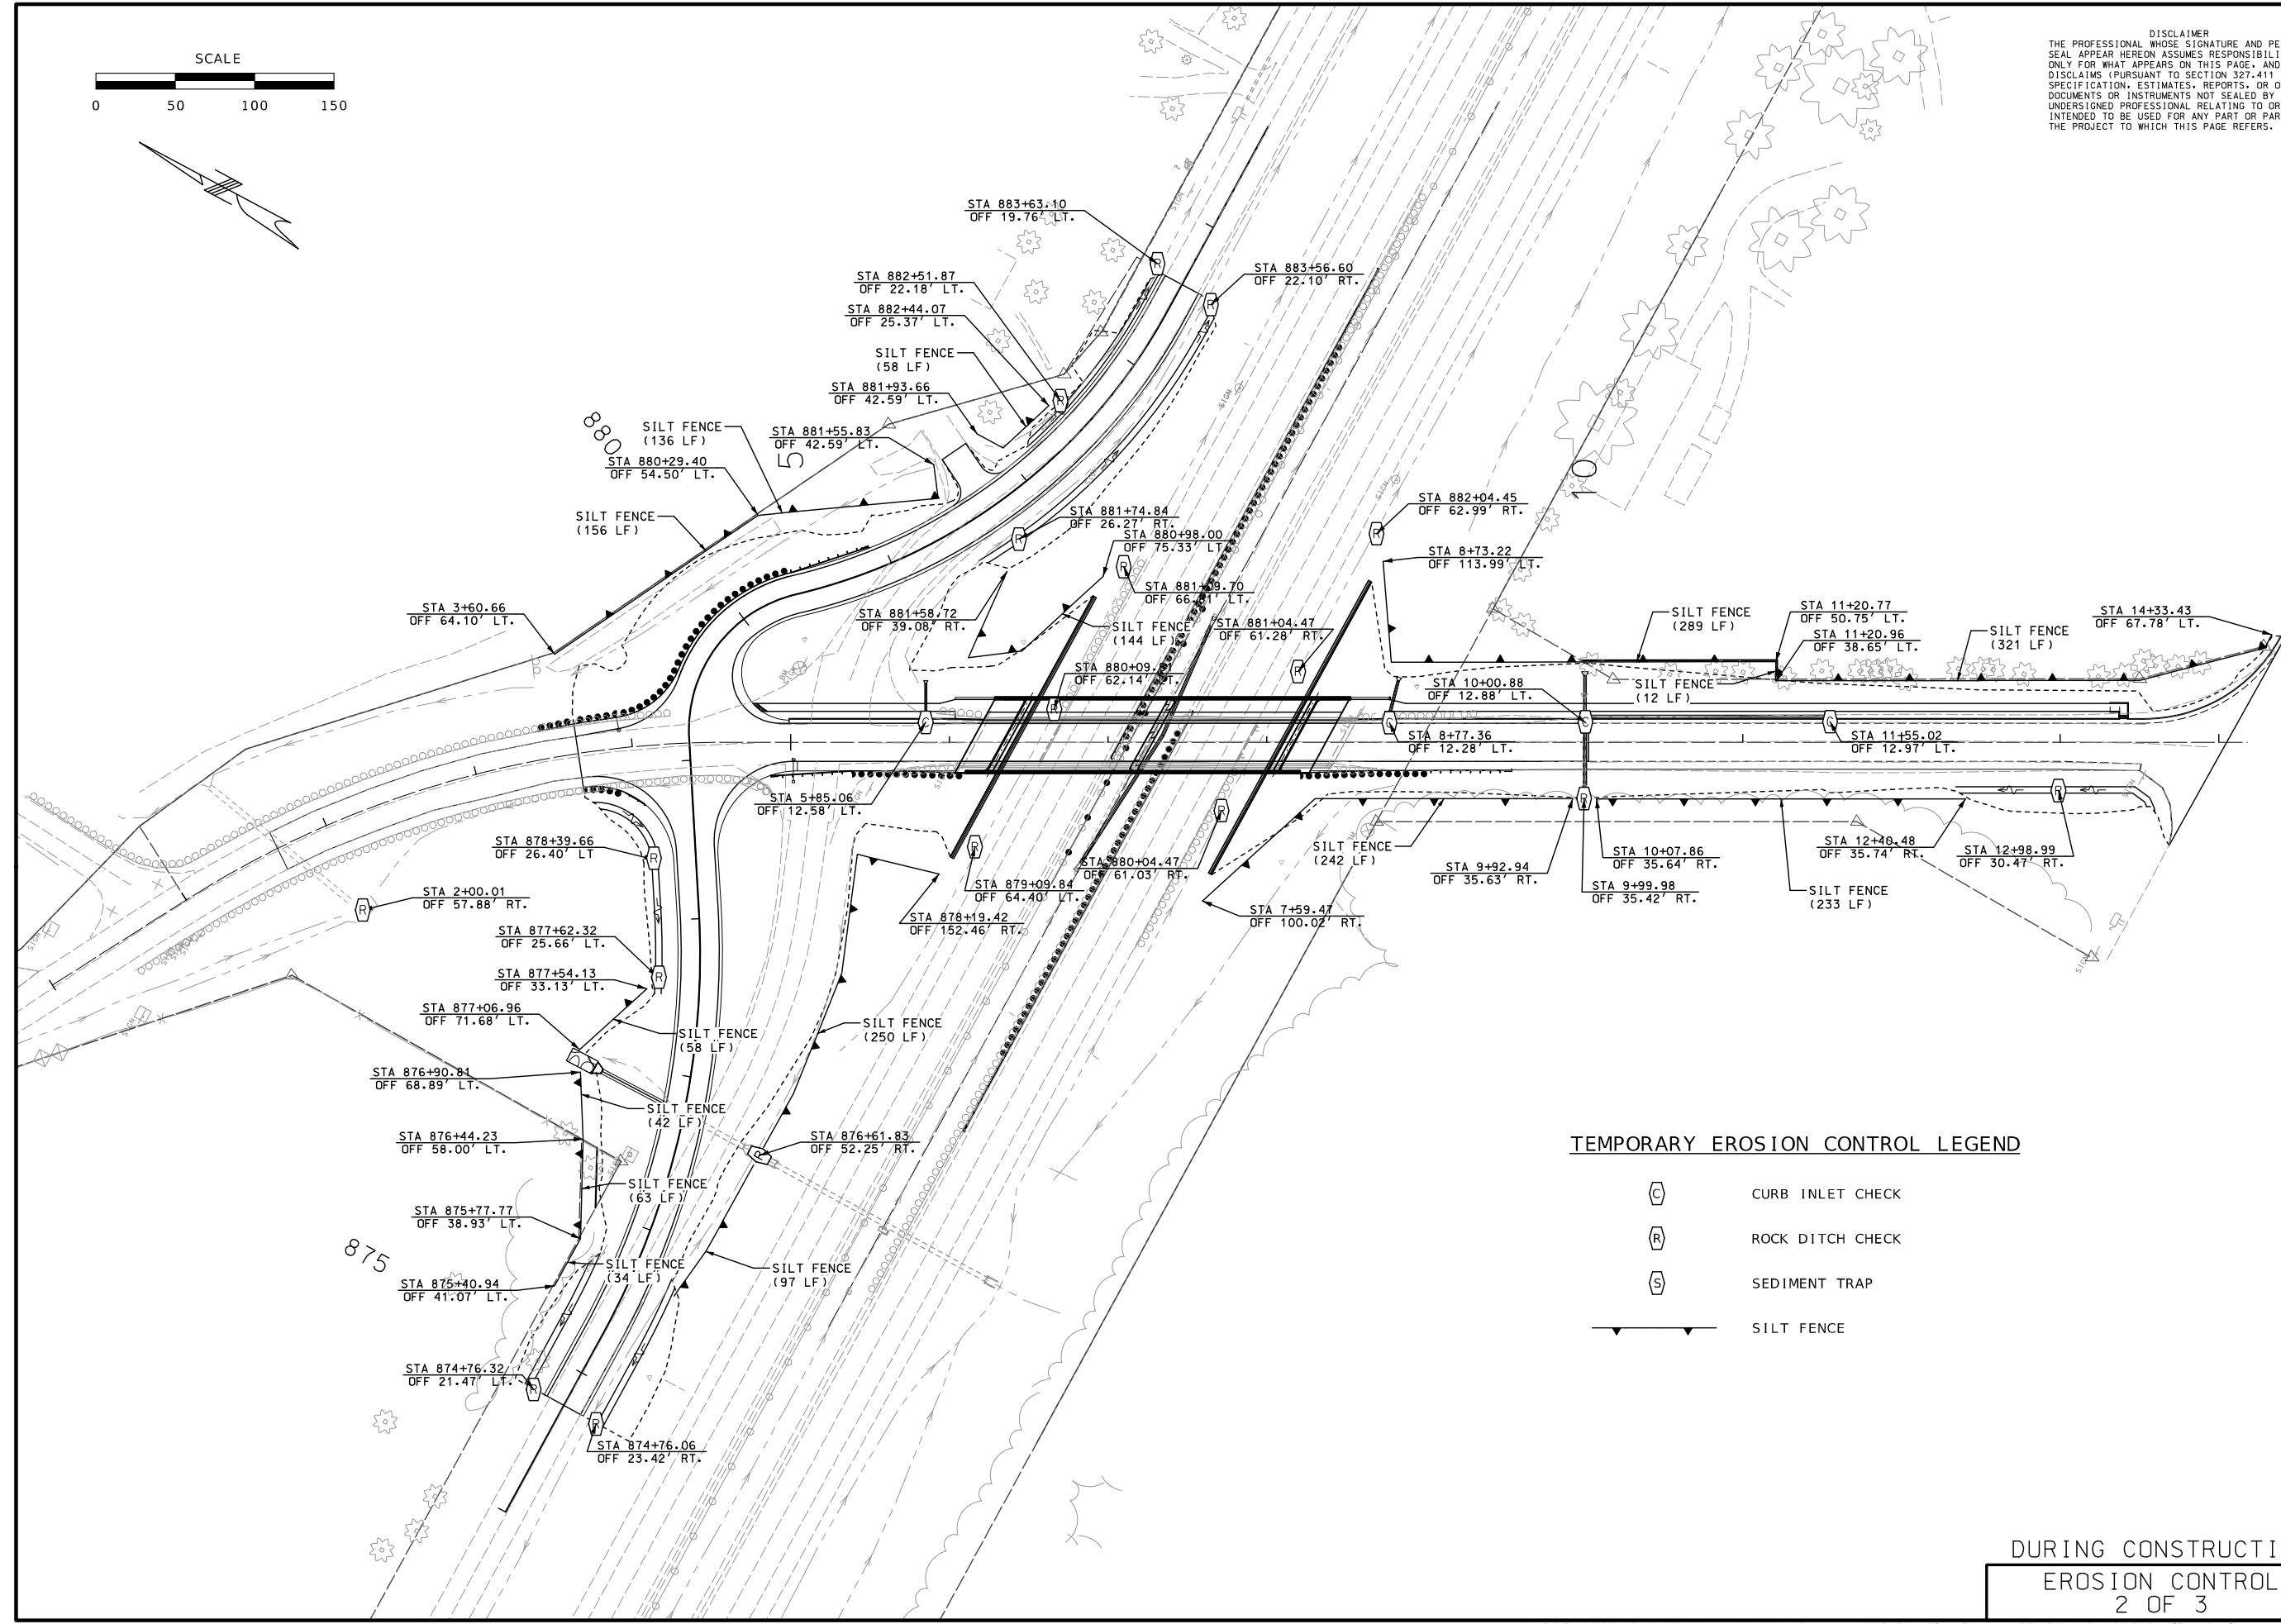 SCALE
0 50 100 150
DISCLAIMER
THE PROFESSIONAL WHOSE SIGNATURE AND PE
SEAL APPEAR HEREON ASSUMES RESPONSIBILI
ONLY FOR WHAT APPEARS ON THIS PAGE, AND
DISCLAIMS (PURSUANT TO SECTION 327.411
SPECIFICATION, ESTIMATES, REPORTS, OR O
DOCUMENTS OR INSTRUMENTS NOT SEALED BY
UNDERSIGNED PROFESSIONAL RELATING TO OR
INTENDED TO BE USED FOR ANY PART OR PAR
THE PROJECT TO WHICH THIS PAGE REFERS.
STA 883+63.10
OFF 19.76' LT.
STA 883+56.60
OFF 22.10' RT.
STA 882+51.87
OFF 22.18' LT.
STA 882+44.07
OFF 25.37' LT.
SILT FENCE
(58 LF)
STA 881+93.66
OFF 42.59' LT.
880
5
SILT FENCE
(136 LF)
STA 881+55.83
OFF 42.59' LT.
STA 880+29.40
OFF 54.50' LT.
SILT FENCE
(156 LF)
10
STA 882+04.45
OFF 62.99' RT.
STA 881+74.84
OFF 26.27' RT.
STA 880+98.00
OFF 75.33' LT.
STA 8+73.22
OFF 113.99' LT.
OFF 66. LT.
STA 3+60.66
OFF 64.10' LT.
STA 881+58.72
OFF 39.08' RT.
SILT FENCE
(144 LF)
STA 881+04.47
OFF 61.28' RT.
SILT FENCE
(289 LF)
STA 11+20.77
OFF 50.75' LT.
STA 11+20.96
OFF 38.65' LT.
SILT FENCE
(321 LF)
STA 14+33.43
OFF 67.78' LT.
STA 880+09.
OFF 62.14' LT.
STA 10+00.88
OFF 12.88' LT.
SILT FENCE
(12 LF)
STA 8+77.36
OFF 12.28' LT.
STA 11+55.02
OFF 12.97' LT.
STA 5+85.06
OFF 12.58' LT.
STA 878+39.66
OFF 26.40' LT
STA 880+04.47
OFF 61.03' RT.
SILT FENCE
(242 LF)
STA 9+92.94
OFF 35.63' RT.
STA 10+07.86
OFF 35.64' RT.
STA 12+40.48
OFF 35.74' RT.
STA 12+98.99
OFF 30.47' RT.
STA 2+00.01
OFF 57.88' RT.
STA 879+09.84
OFF 64.40' LT.
STA 9+99.98
OFF 35.42' RT.
SILT FENCE
(233 LF)
STA 878+19.42
OFF 152.46' RT.
STA 7+59.47
OFF 100.02' RT.
STA 877+62.32
OFF 25.66' LT.
STA 877+54.13
OFF 33.13' LT.
STA 877+06.96
OFF 71.68' LT.
SILT FENCE
(58 LF)
SILT FENCE
(250 LF)
STA 876+90.81
OFF 68.89' LT.
SILT FENCE
(42 LF)
STA 876+44.23
OFF 58.00' LT.
STA 876+61.83
OFF 52.25' RT.
SILT FENCE
(63 LF)
STA 875+77.77
OFF 38.93' LT.
875
SILT FENCE
(34 LF)
SILT FENCE
(97 LF)
STA 875+40.94
OFF 41.07' LT.
STA 874+76.32
OFF 21.47' LT.
STA 874+76.06
OFF 23.42' RT.
TEMPORARY EROSION CONTROL LEGEND
C CURB INLET CHECK
R ROCK DITCH CHECK
S SEDIMENT TRAP
SILT FENCE
DURING CONSTRUCTI
EROSION CONTROL
2 OF 3